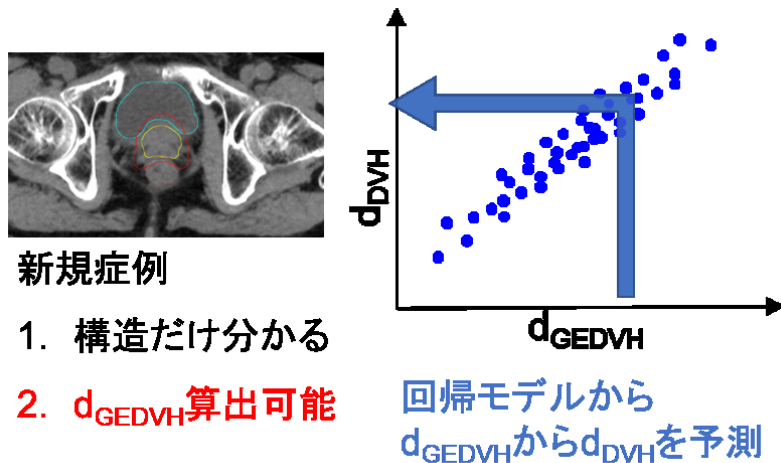 新規症例
1. 構造だけ分かる
2. dGEDVH算出可能
dDVH
dGEDVH
回帰モデルから
dGEDVHからdDVHを予測